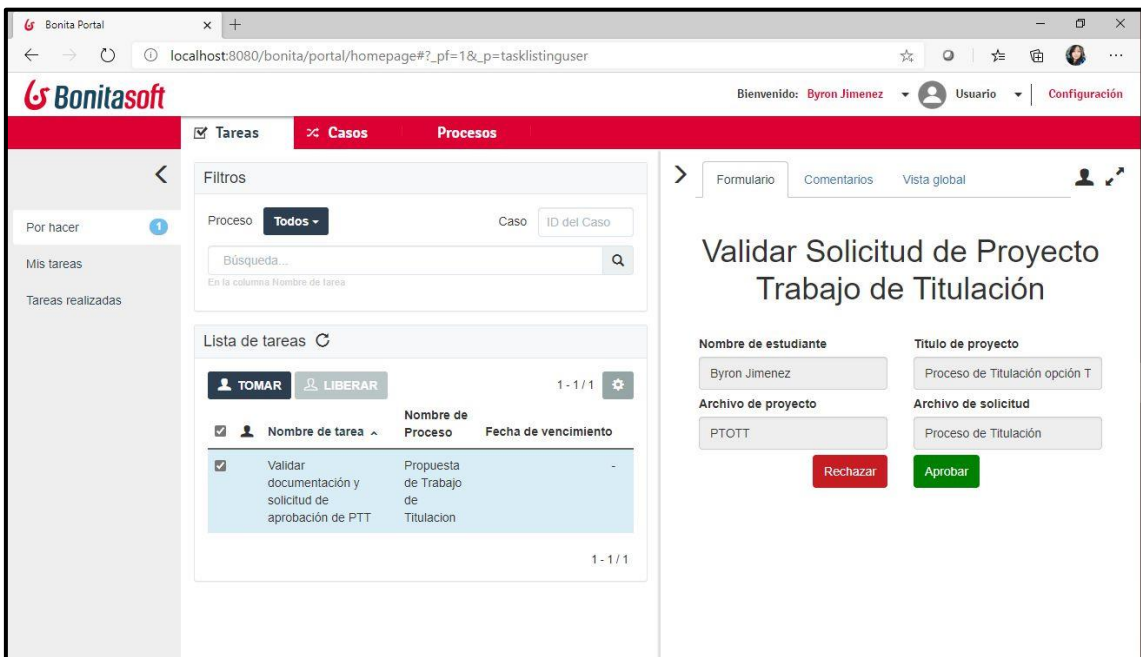 Bonita Portal
localhost:8080/bonita/portal/homepage#?_pf=1&_p=tasklistinguser
Bonitasoft
Bienvenido: Byron Jimenez
Usuario
Configuración
Tareas
Casos
Procesos
Por hacer 1
Mis tareas
Tareas realizadas
Filtros
Proceso Todos
Caso ID del Caso
Búsqueda...
En la columna Nombre de tarea
Lista de tareas
TOMAR
LIBERAR
1 - 1 / 1
Nombre de tarea
Nombre de
Proceso
Fecha de vencimiento
Validar
documentación y
solicitud de
aprobación de PTT
Propuesta
de Trabajo
de
Titulacion
-
1 - 1 / 1
Formulario
Comentarios
Vista global
Validar Solicitud de Proyecto
Trabajo de Titulación
Nombre de estudiante
Byron Jimenez
Titulo de proyecto
Proceso de Titulación opción T
Archivo de proyecto
PTOTT
Archivo de solicitud
Proceso de Titulación
Rechazar
Aprobar